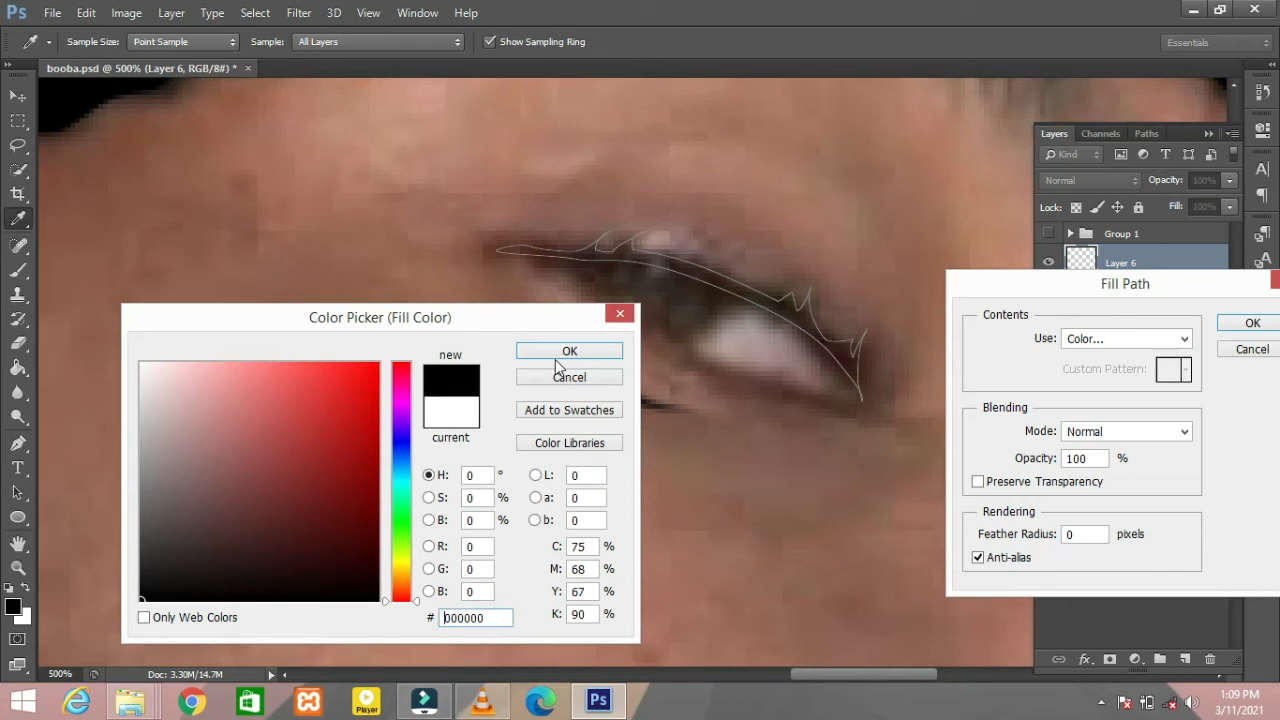 Ps File Edit Image Layer Type Select Filter 3D View Window Help
Sample Size: Point Sample Sample: All Layers Show Sampling Ring Essentials
booba.psd @ 500% (Layer 6, RGB/8#) * ×
Layers Channels Paths
Kind T
Normal Opacity: 100%
Lock: Fill: 100%
Group 1
Layer 6
Color Picker (Fill Color)
new
current
OK
Cancel
Add to Swatches
Color Libraries
H: 0 ° L: 0
S: 0 % a: 0
B: 0 % b: 0
R: 0 C: 75 %
G: 0 M: 68 %
B: 0 Y: 67 %
# 000000 K: 90 %
Only Web Colors
Fill Path
Contents
Use: Color...
Custom Pattern:
OK
Cancel
Blending
Mode: Normal
Opacity: 100 %
Preserve Transparency
Rendering
Feather Radius: 0 pixels
Anti-alias
500% Doc: 3.30M/14.7M
fx
Player
Ps
1:09 PM
3/11/2021